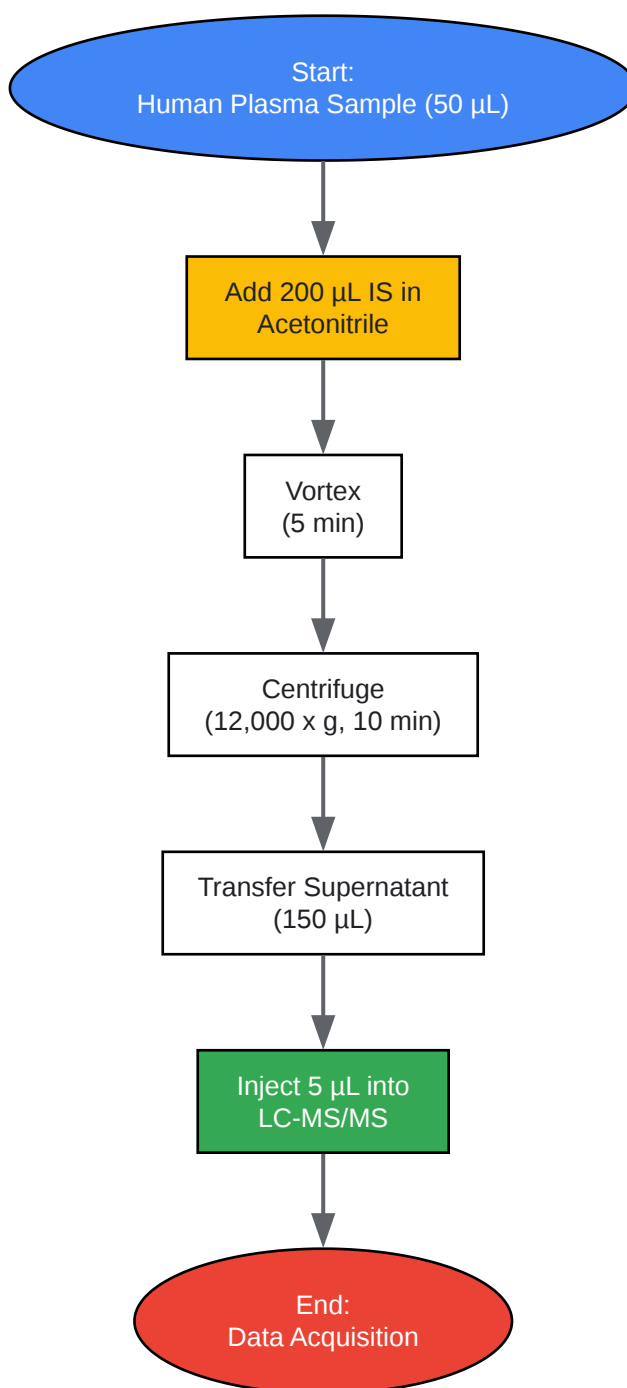 Start:
Human Plasma Sample (50 µL)
Add 200 µL IS in
Acetonitrile
Vortex
(5 min)
Centrifuge
(12,000 x g, 10 min)
Transfer Supernatant
(150 µL)
Inject 5 µL into
LC-MS/MS
End:
Data Acquisition